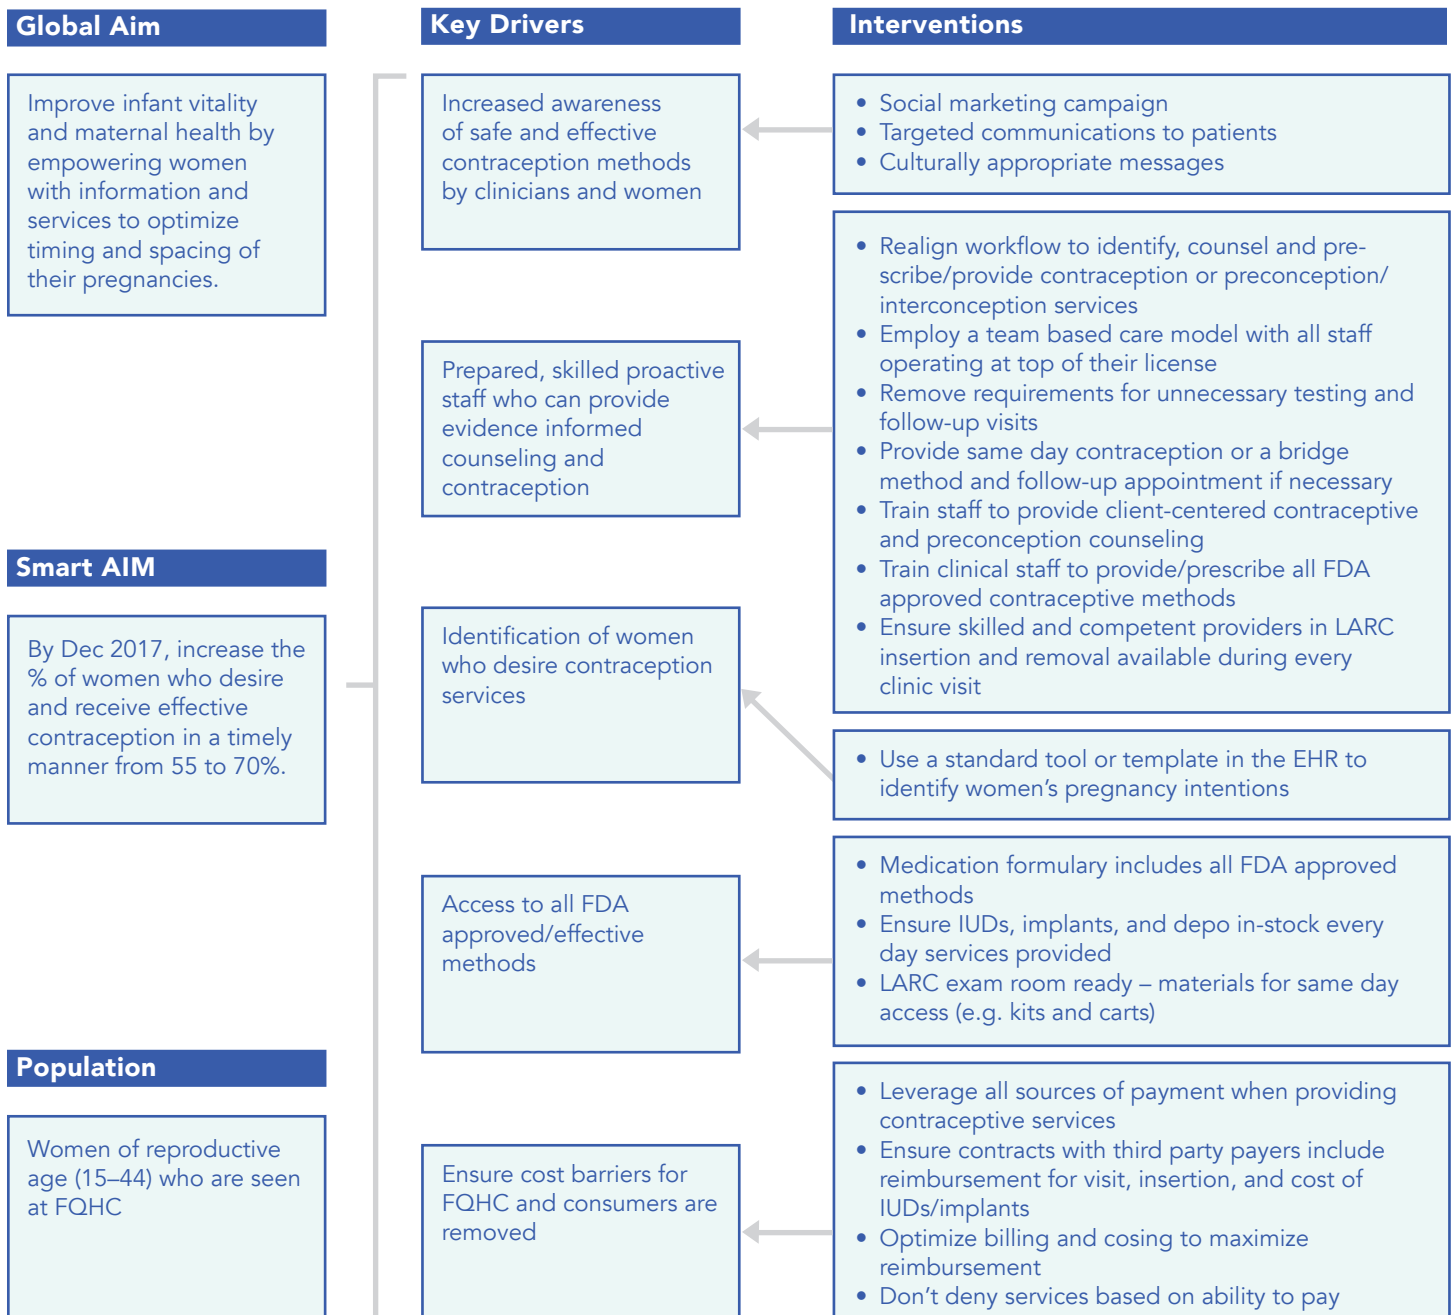 Global Aim
Improve infant vitality
and maternal health by
empowering women
with information and
services to optimize
timing and spacing of
their pregnancies.
Smart AIM
By Dec 2017, increase the
% of women who desire
and receive effective
contraception in a timely
manner from 55 to 70%.
Population
Women of reproductive
age (15–44) who are seen
at FQHC
Key Drivers
Increased awareness
of safe and effective
contraception methods
by clinicians and women
Prepared, skilled proactive
staff who can provide
evidence informed
counseling and
contraception
Identification of women
who desire contraception
services
Access to all FDA
approved/effective
methods
Ensure cost barriers for
FQHC and consumers are
removed
Interventions
• Social marketing campaign
• Targeted communications to patients
• Culturally appropriate messages
• Realign workflow to identify, counsel and pre-
scribe/provide contraception or preconception/
interconception services
• Employ a team based care model with all staff
operating at top of their license
• Remove requirements for unnecessary testing and
follow-up visits
• Provide same day contraception or a bridge
method and follow-up appointment if necessary
• Train staff to provide client-centered contraceptive
and preconception counseling
• Train clinical staff to provide/prescribe all FDA
approved contraceptive methods
• Ensure skilled and competent providers in LARC
insertion and removal available during every
clinic visit
• Use a standard tool or template in the EHR to
identify women’s pregnancy intentions
• Medication formulary includes all FDA approved
methods
• Ensure IUDs, implants, and depo in-stock every
day services provided
• LARC exam room ready – materials for same day
access (e.g. kits and carts)
• Leverage all sources of payment when providing
contraceptive services
• Ensure contracts with third party payers include
reimbursement for visit, insertion, and cost of
IUDs/implants
• Optimize billing and cosing to maximize
reimbursement
• Don’t deny services based on ability to pay